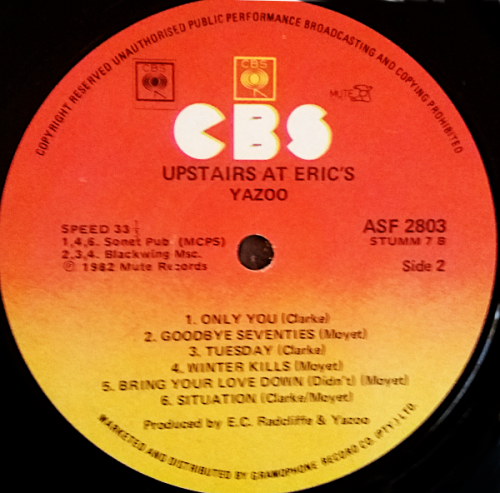 COPYRIGHT RESERVED UNAUTHORISED PUBLIC PERFORMANCE BROADCASTING AND COPYING PROHIBITED
CBS
CBS
MUTE
CBS
UPSTAIRS AT ERIC'S
YAZOO
SPEED 33 1/3
ASF 2803
1,4,6. Sonet Pub. (MCPS)
STUMM 7 B
2,3,4. Blackwing Msc.
℗ 1982 Mute Records
Side 2
1. ONLY YOU (Clarke)
2. GOODBYE SEVENTIES (Moyet)
3. TUESDAY (Clarke)
4. WINTER KILLS (Moyet)
5. BRING YOUR LOVE DOWN (Didn't) (Moyet)
6. SITUATION (Clarke/Moyet)
Produced by E.C. Radcliffe & Yazoo
MARKETED AND DISTRIBUTED BY GRAMOPHONE RECORD CO. (PTY) LTD.